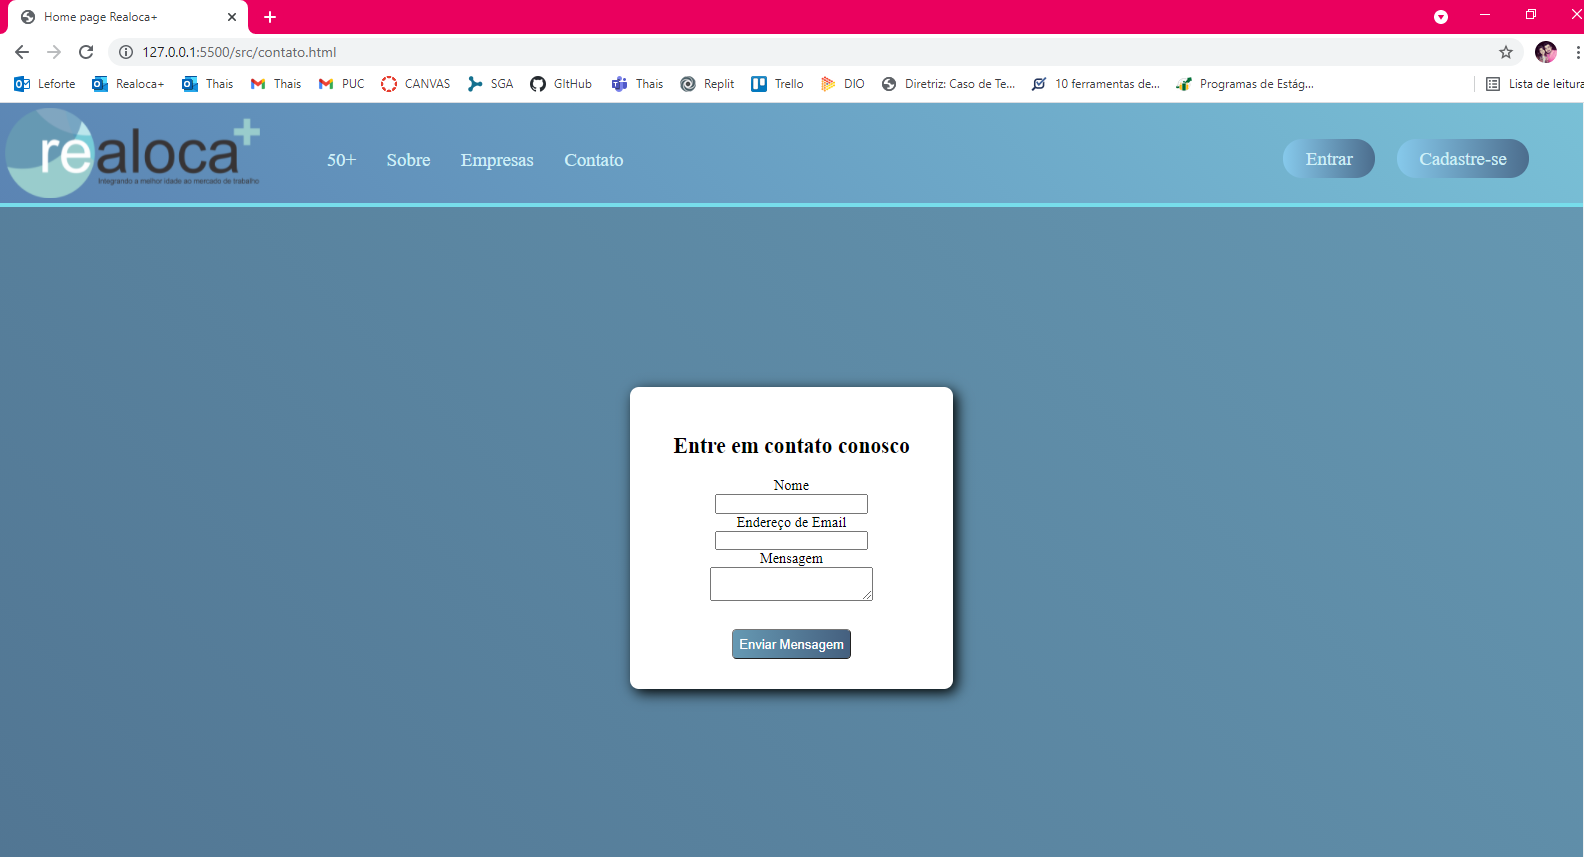 Home page Realoca+
127.0.0.1:5500/src/contato.html
Leforte Realoca+ Thais Thais PUC CANVAS SGA GItHub Thais Replit Trello DIO Diretriz: Caso de Te... 10 ferramentas de... Programas de Estág... Lista de leitura
realoca+
Integrando a melhor idade ao mercado de trabalho
50+ Sobre Empresas Contato Entrar Cadastre-se
Entre em contato conosco
Nome
Endereço de Email
Mensagem
Enviar Mensagem